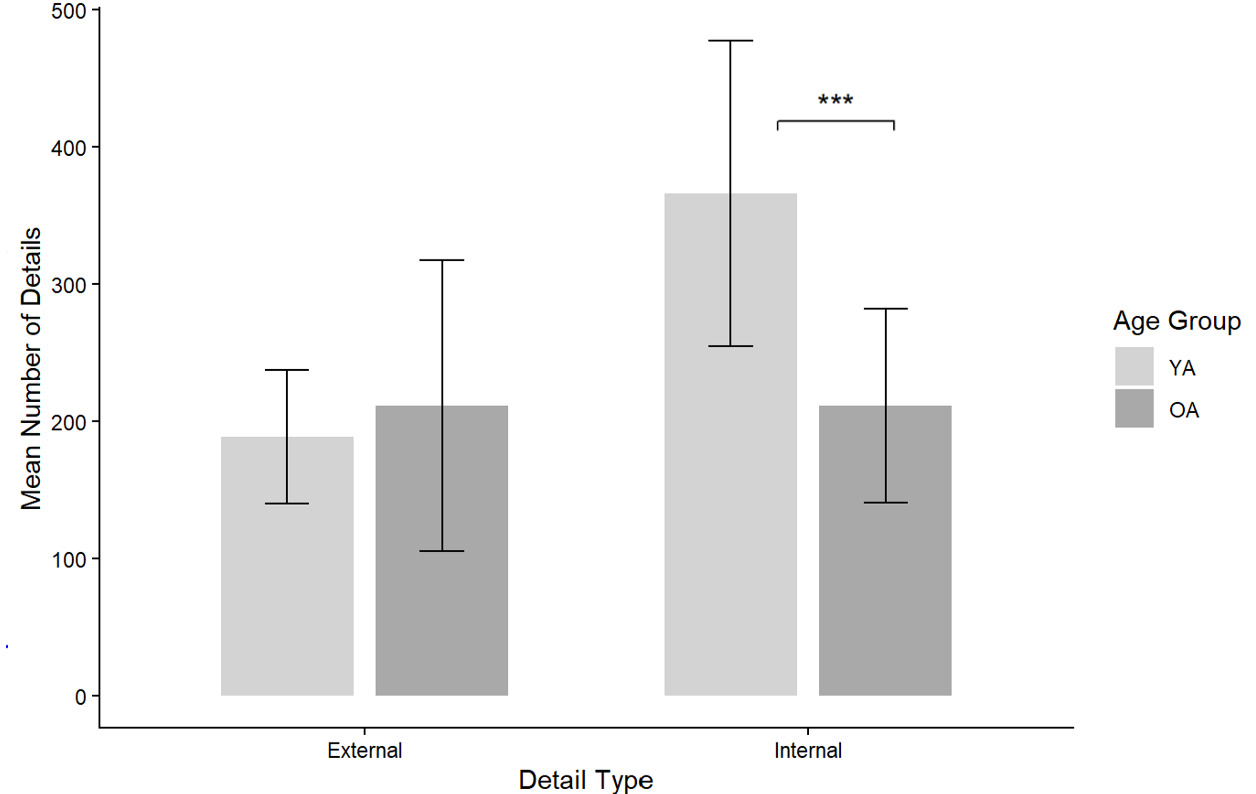 500
400
300
200
100
0
Mean Number of Details
***
External
Internal
Detail Type
Age Group
YA
OA